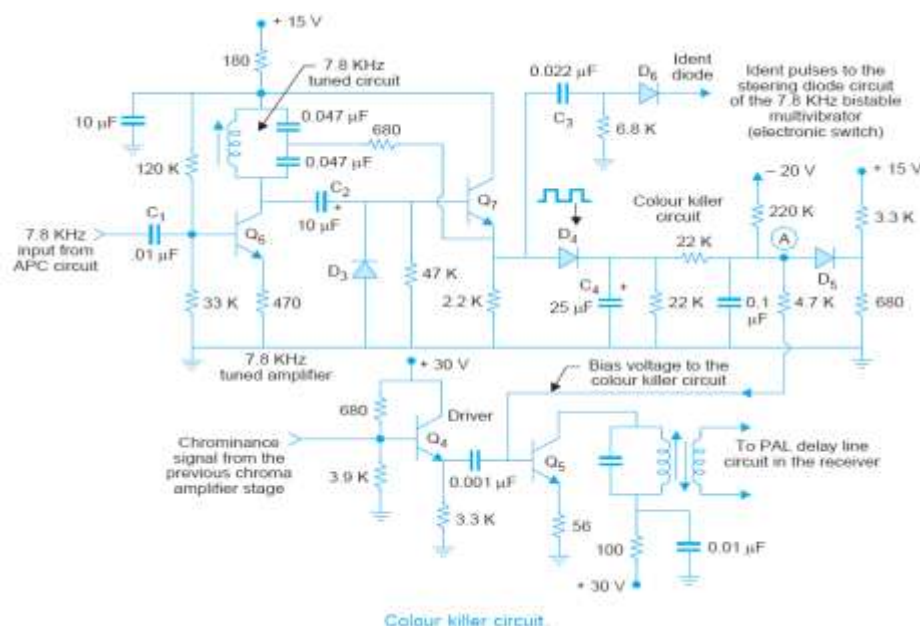 + 15 V
180
7.8 KHz
tuned circuit
10 µF
0.047 µF
0.047 µF
680
120 K
C1
.01 µF
7.8 KHz
input from
APC circuit
Q6
33 K
470
C2
+
10 µF
D3
47 K
Q7
2.2 K
7.8 KHz
tuned amplifier
0.022 µF
C3
6.8 K
D6
Ident
diode
Ident pulses to the
steering diode circuit
of the 7.8 KHz bistable
multivibrator
(electronic switch)
D4
C4
+
25 µF
22 K
Colour killer
circuit
22 K
0.1
µF
– 20 V
220 K
A
4.7 K
D5
+ 15 V
3.3 K
680
Bias voltage to the
colour killer circuit
+ 30 V
680
Driver
Q4
Chrominance
signal from the
previous chroma
amplifier stage
3.9 K
3.3 K
0.001 µF
Q5
56
100
+ 30 V
0.01 µF
To PAL delay line
circuit in the receiver
Colour killer circuit.